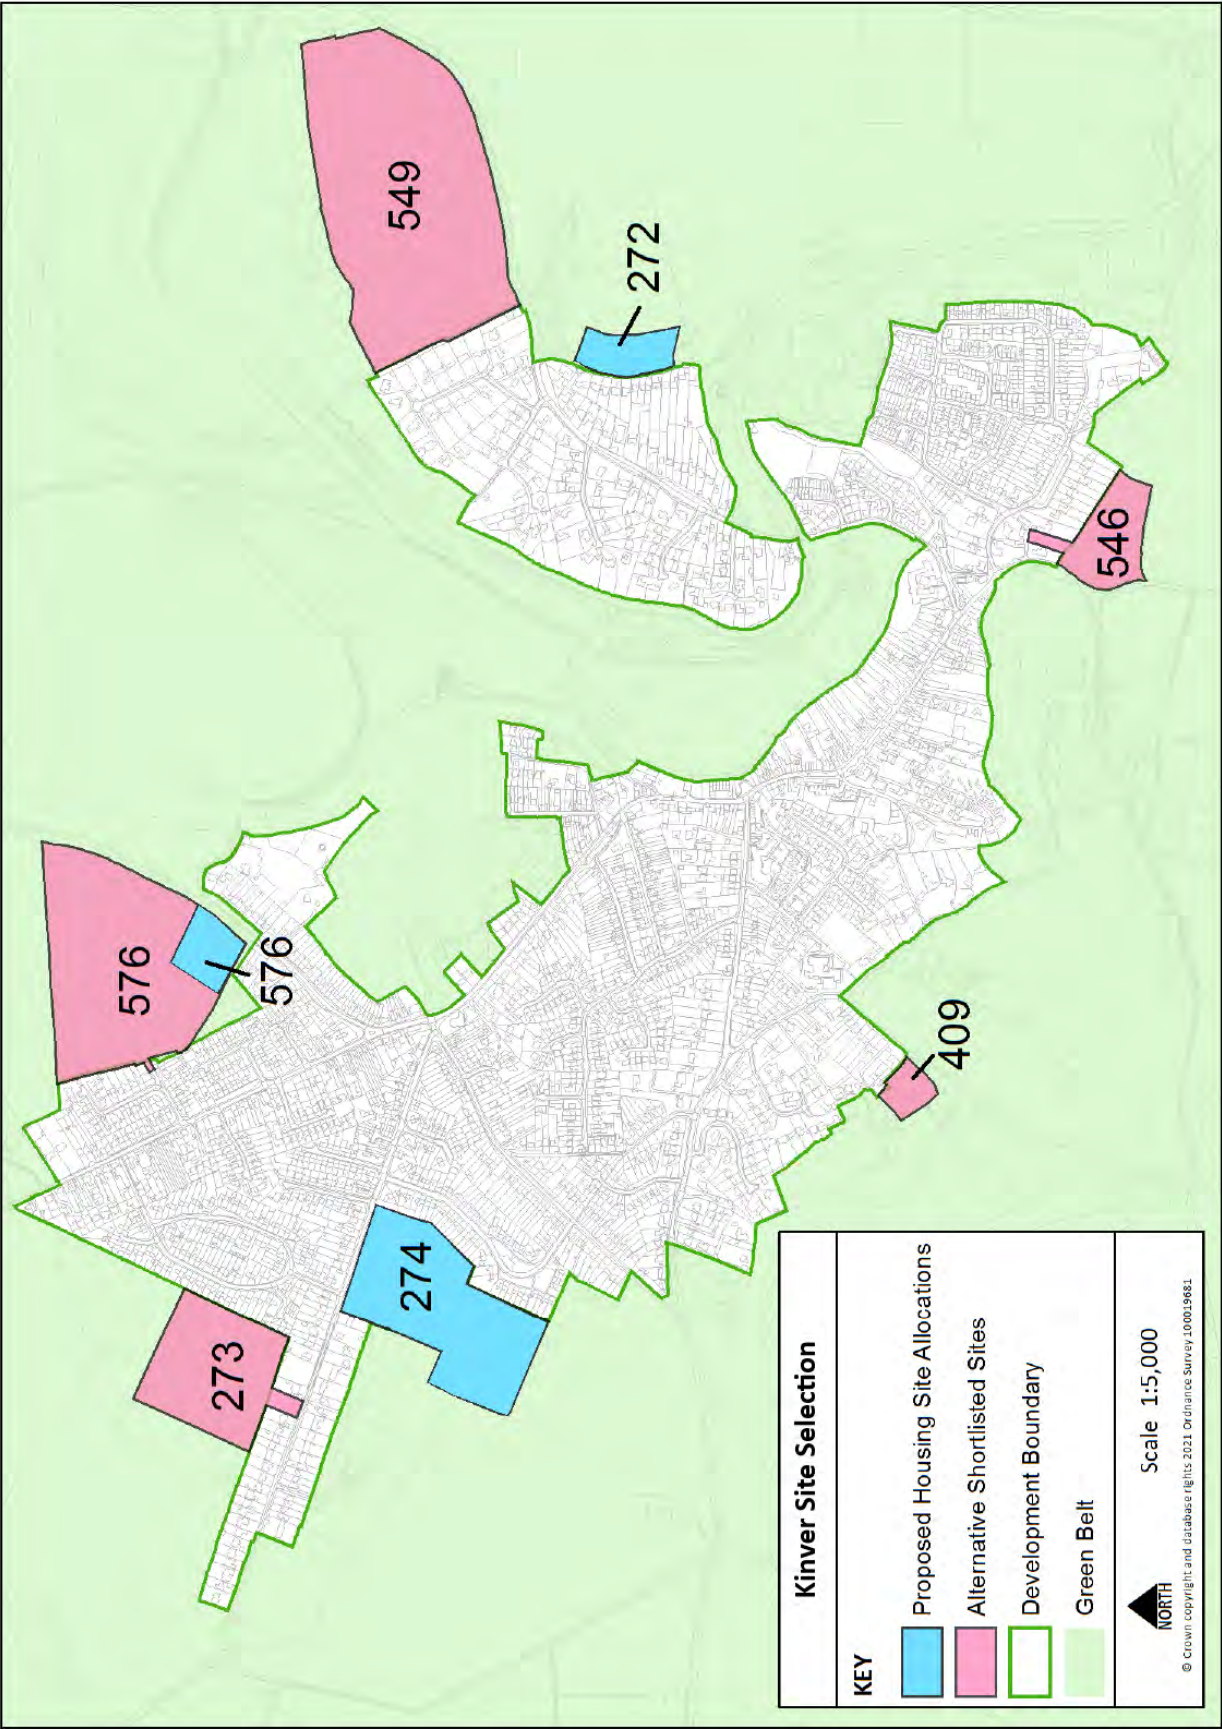 576
576
549
273
274
272
409
546
Kinver Site Selection
KEY
Proposed Housing Site Allocations
Alternative Shortlisted Sites
Development Boundary
Green Belt
NORTH
Scale 1:5,000
© Crown copyright and database rights 2021 Ordnance Survey 100019681